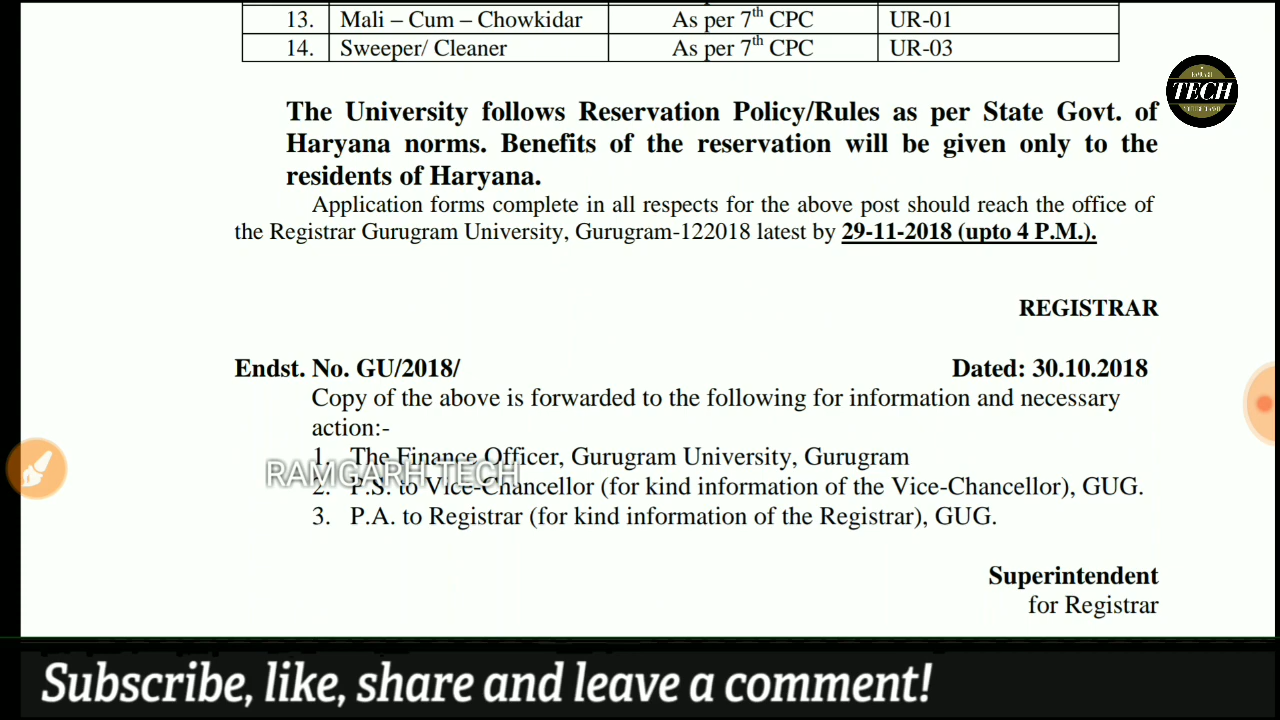 13. Mali – Cum – Chowkidar As per 7th CPC UR-01
14. Sweeper/ Cleaner As per 7th CPC UR-03
TECH
The University follows Reservation Policy/Rules as per State Govt. of
Haryana norms. Benefits of the reservation will be given only to the
residents of Haryana.
Application forms complete in all respects for the above post should reach the office of
the Registrar Gurugram University, Gurugram-122018 latest by 29-11-2018 (upto 4 P.M.).
REGISTRAR
Endst. No. GU/2018/ Dated: 30.10.2018
Copy of the above is forwarded to the following for information and necessary
action:-
1. The Finance Officer, Gurugram University, Gurugram
RAMGARH TECH
2. P.S. to Vice-Chancellor (for kind information of the Vice-Chancellor), GUG.
3. P.A. to Registrar (for kind information of the Registrar), GUG.
Superintendent
for Registrar
Subscribe, like, share and leave a comment!